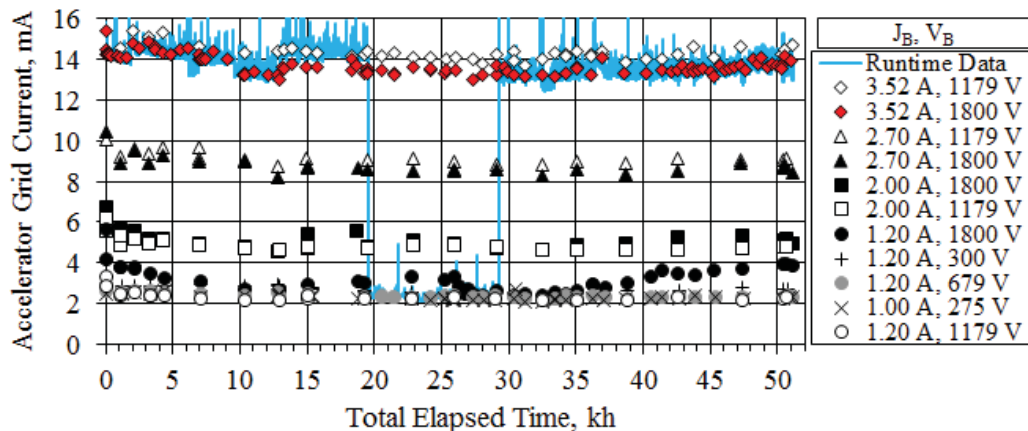 Accelerator Grid Current, mA
16
14
12
10
8
6
4
2
0
0 5 10 15 20 25 30 35 40 45 50
Total Elapsed Time, kh
J_B, V_B
Runtime Data
3.52 A, 1179 V
3.52 A, 1800 V
2.70 A, 1179 V
2.70 A, 1800 V
2.00 A, 1800 V
2.00 A, 1179 V
1.20 A, 1800 V
1.20 A, 300 V
1.20 A, 679 V
1.00 A, 275 V
1.20 A, 1179 V